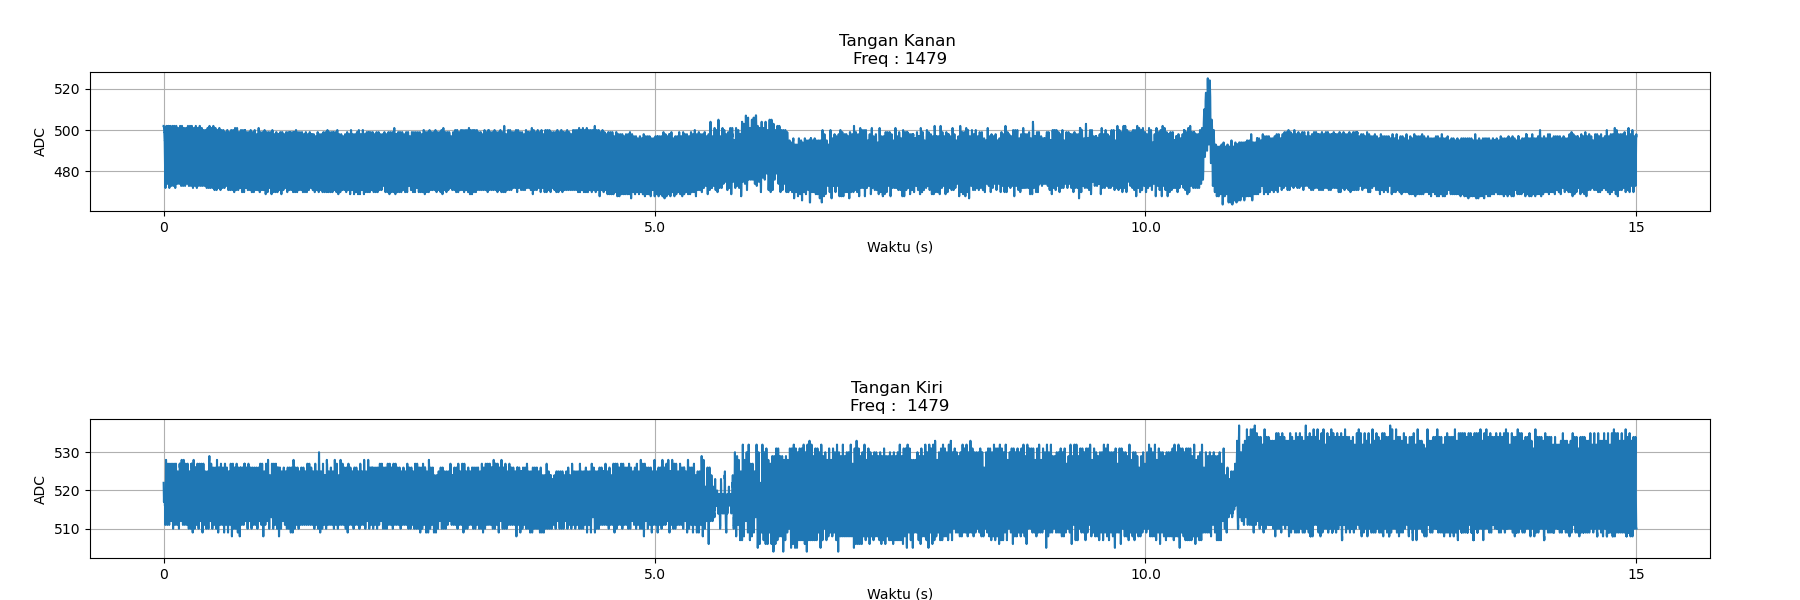 Tangan Kanan
Freq : 1479
520
500
480
ADC
0 5.0 10.0 15
Waktu (s)
Tangan Kiri
Freq :  1479
530
520
510
ADC
0 5.0 10.0 15
Waktu (s)